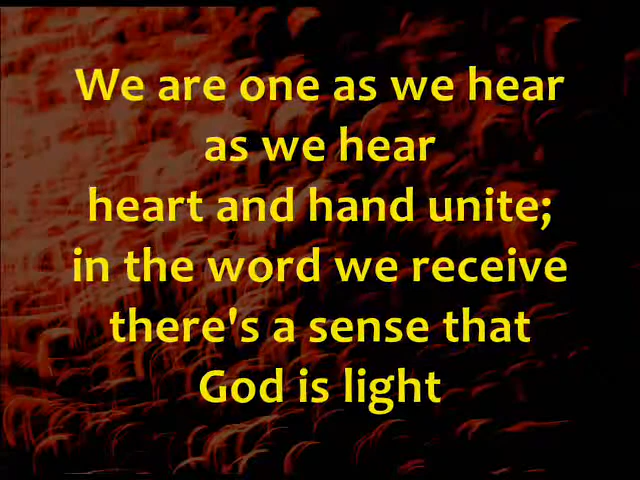 We are one as we hear
as we hear
heart and hand unite;
in the word we receive
there's a sense that
God is light